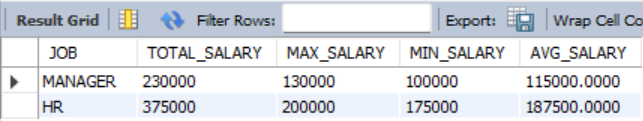 Result Grid Filter Rows: Export: Wrap Cell Co
JOB TOTAL_SALARY MAX_SALARY MIN_SALARY AVG_SALARY
MANAGER 230000 130000 100000 115000.0000
HR 375000 200000 175000 187500.0000